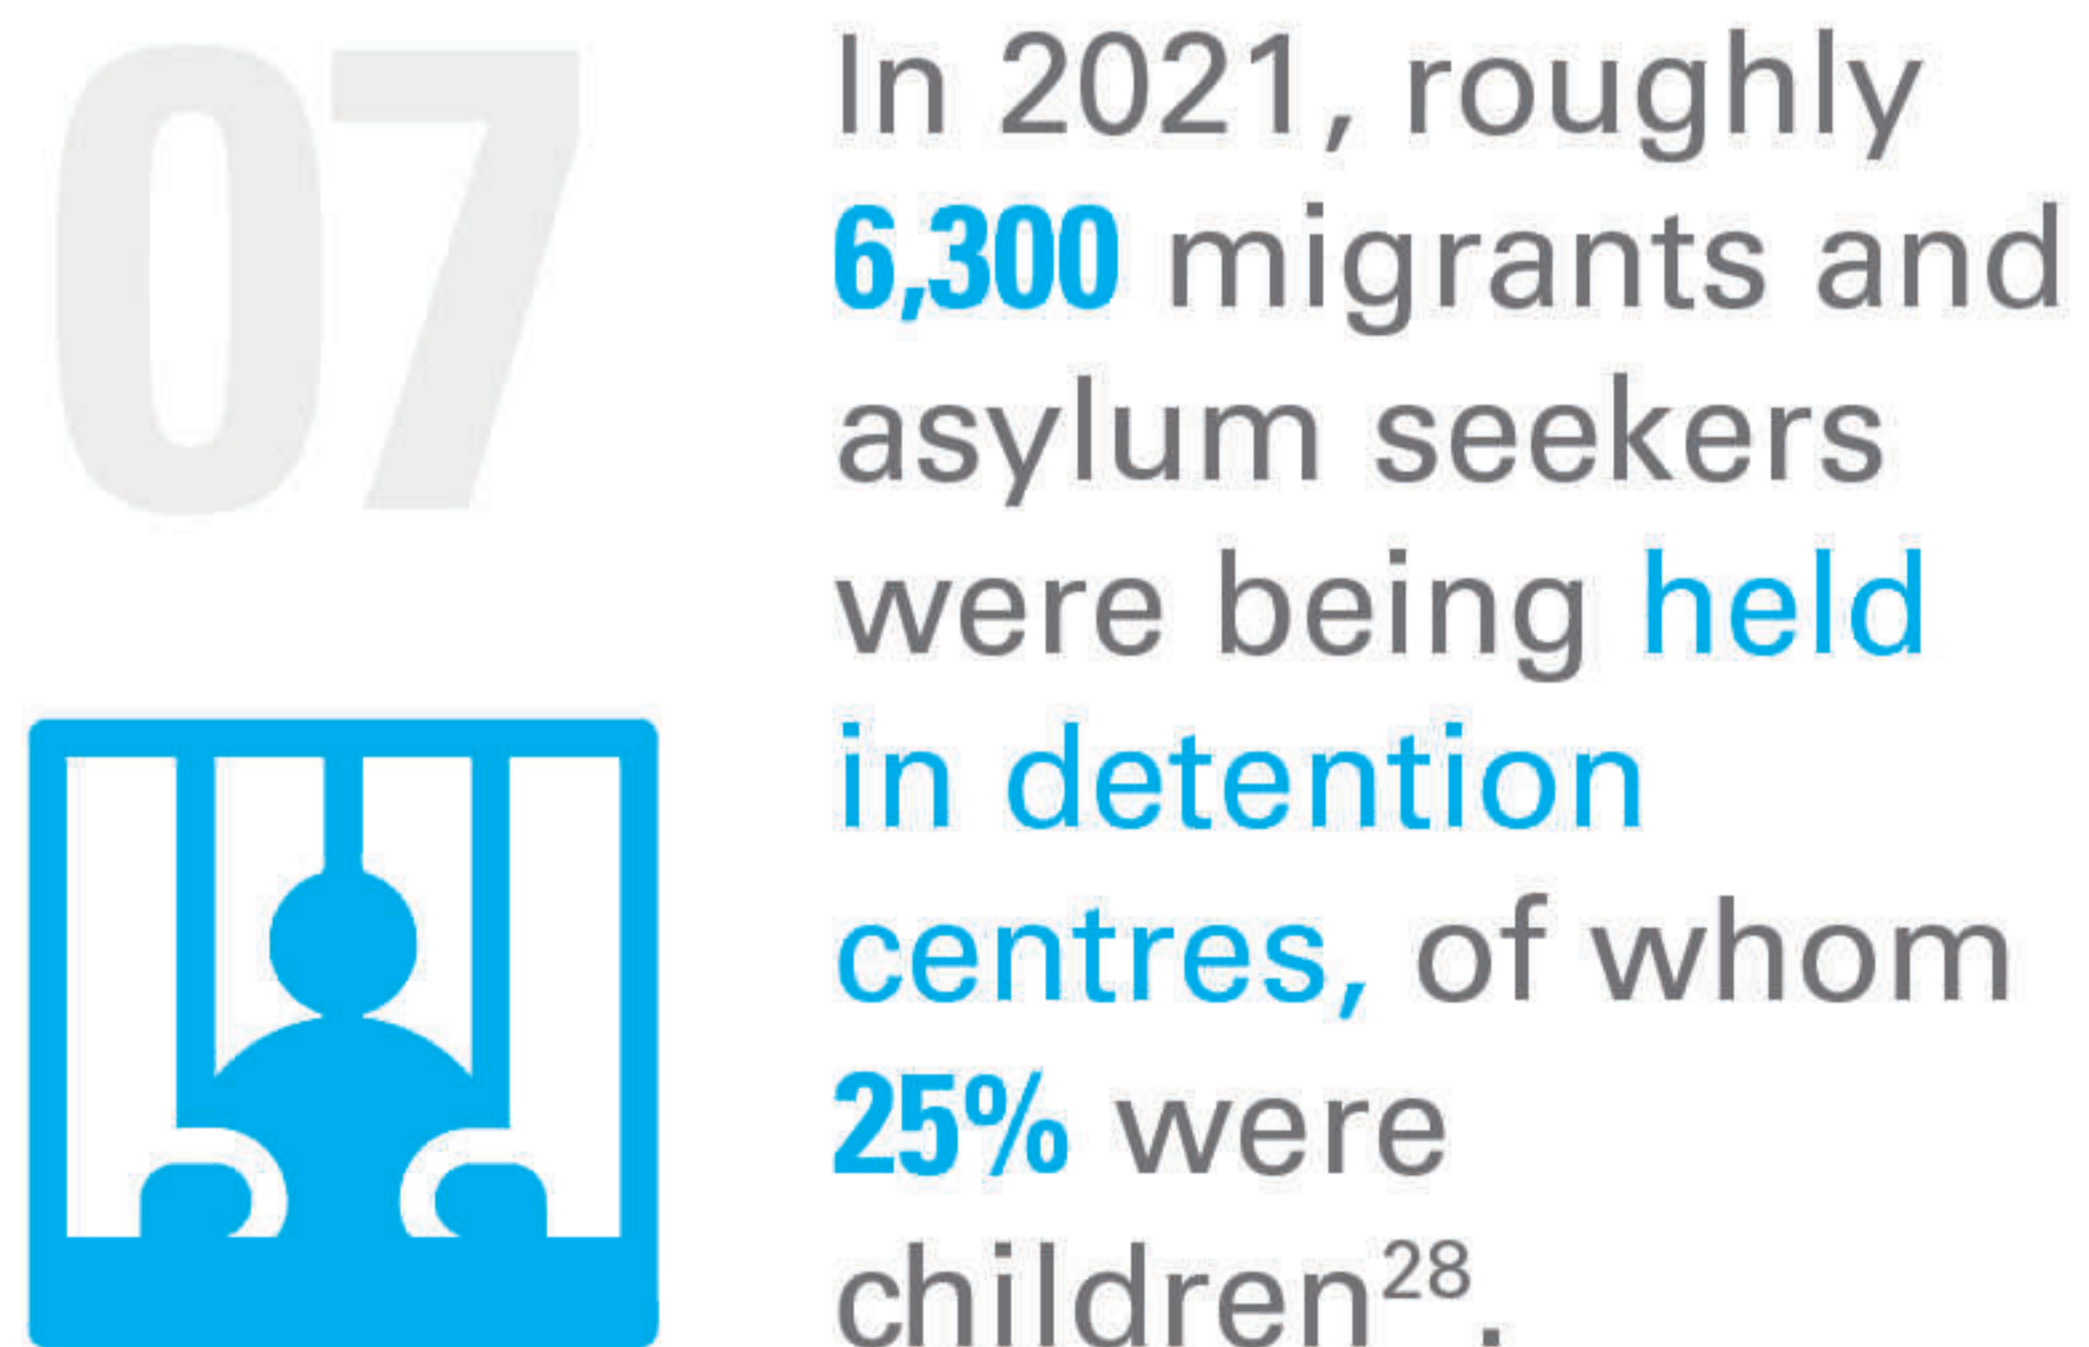 07
In 2021, roughly
6,300 migrants and
asylum seekers
were being held
in detention
centres, of whom
25% were
children²⁸.